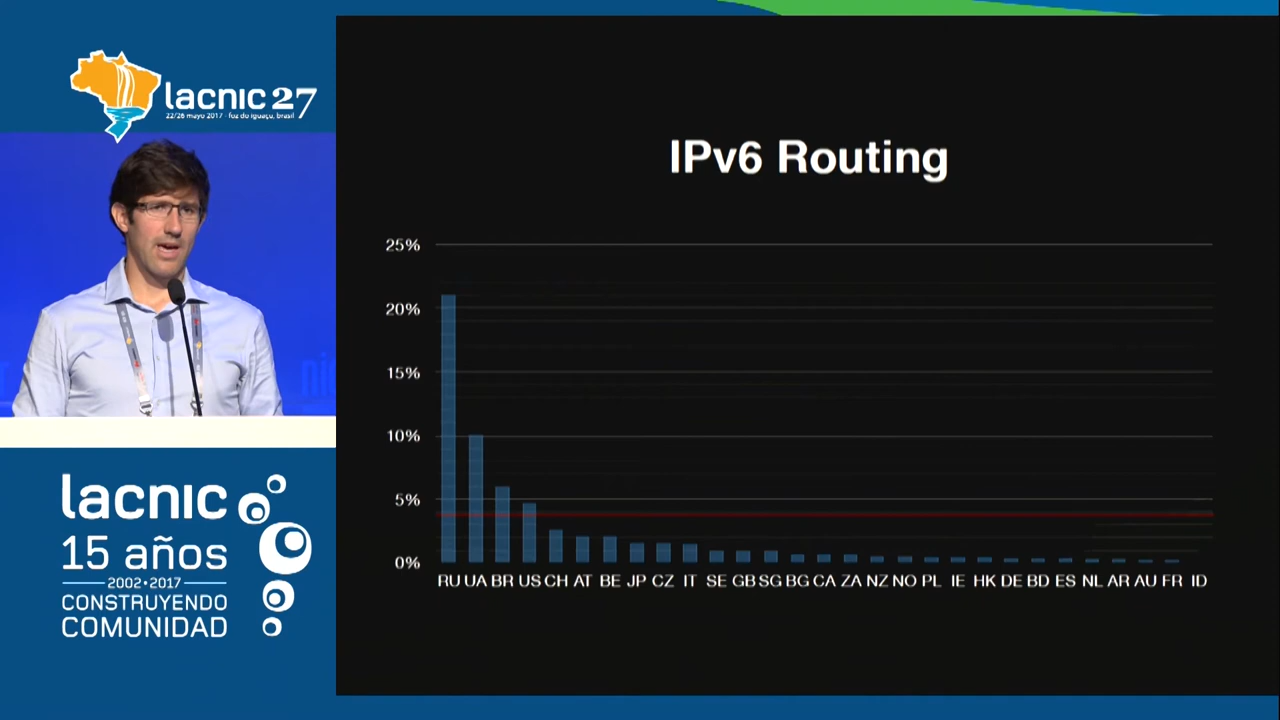 lacnic 27
22/26 mayo 2017 - foz do iguaçu, brasil
IPv6 Routing
25%
20%
15%
10%
5%
0%
RU UA BR US CH AT BE JP CZ IT SE GB SG BG CA ZA NZ NO PL IE HK DE BD ES NL AR AU FR ID
lacnic
15 años
2002•2017
CONSTRUYENDO
COMUNIDAD